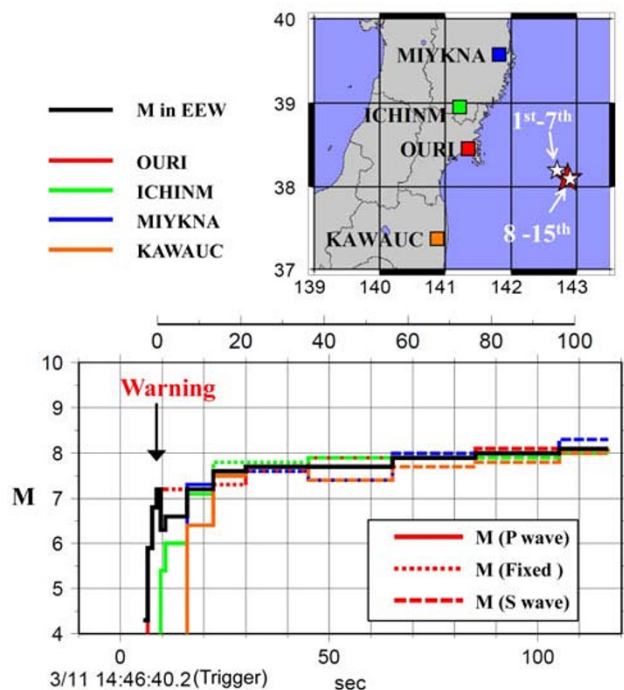 M in EEW
OURI
ICHINM
MIYKNA
KAWAUC
40
39
38
37
139 140 141 142 143
MIYKNA
ICHINM
OURI
KAWAUC
1st-7th
8 -15th
0 20 40 60 80 100
10
9
8
7
6
5
4
M
Warning
M (P wave)
M (Fixed )
M (S wave)
0 50 100
3/11 14:46:40.2(Trigger) sec